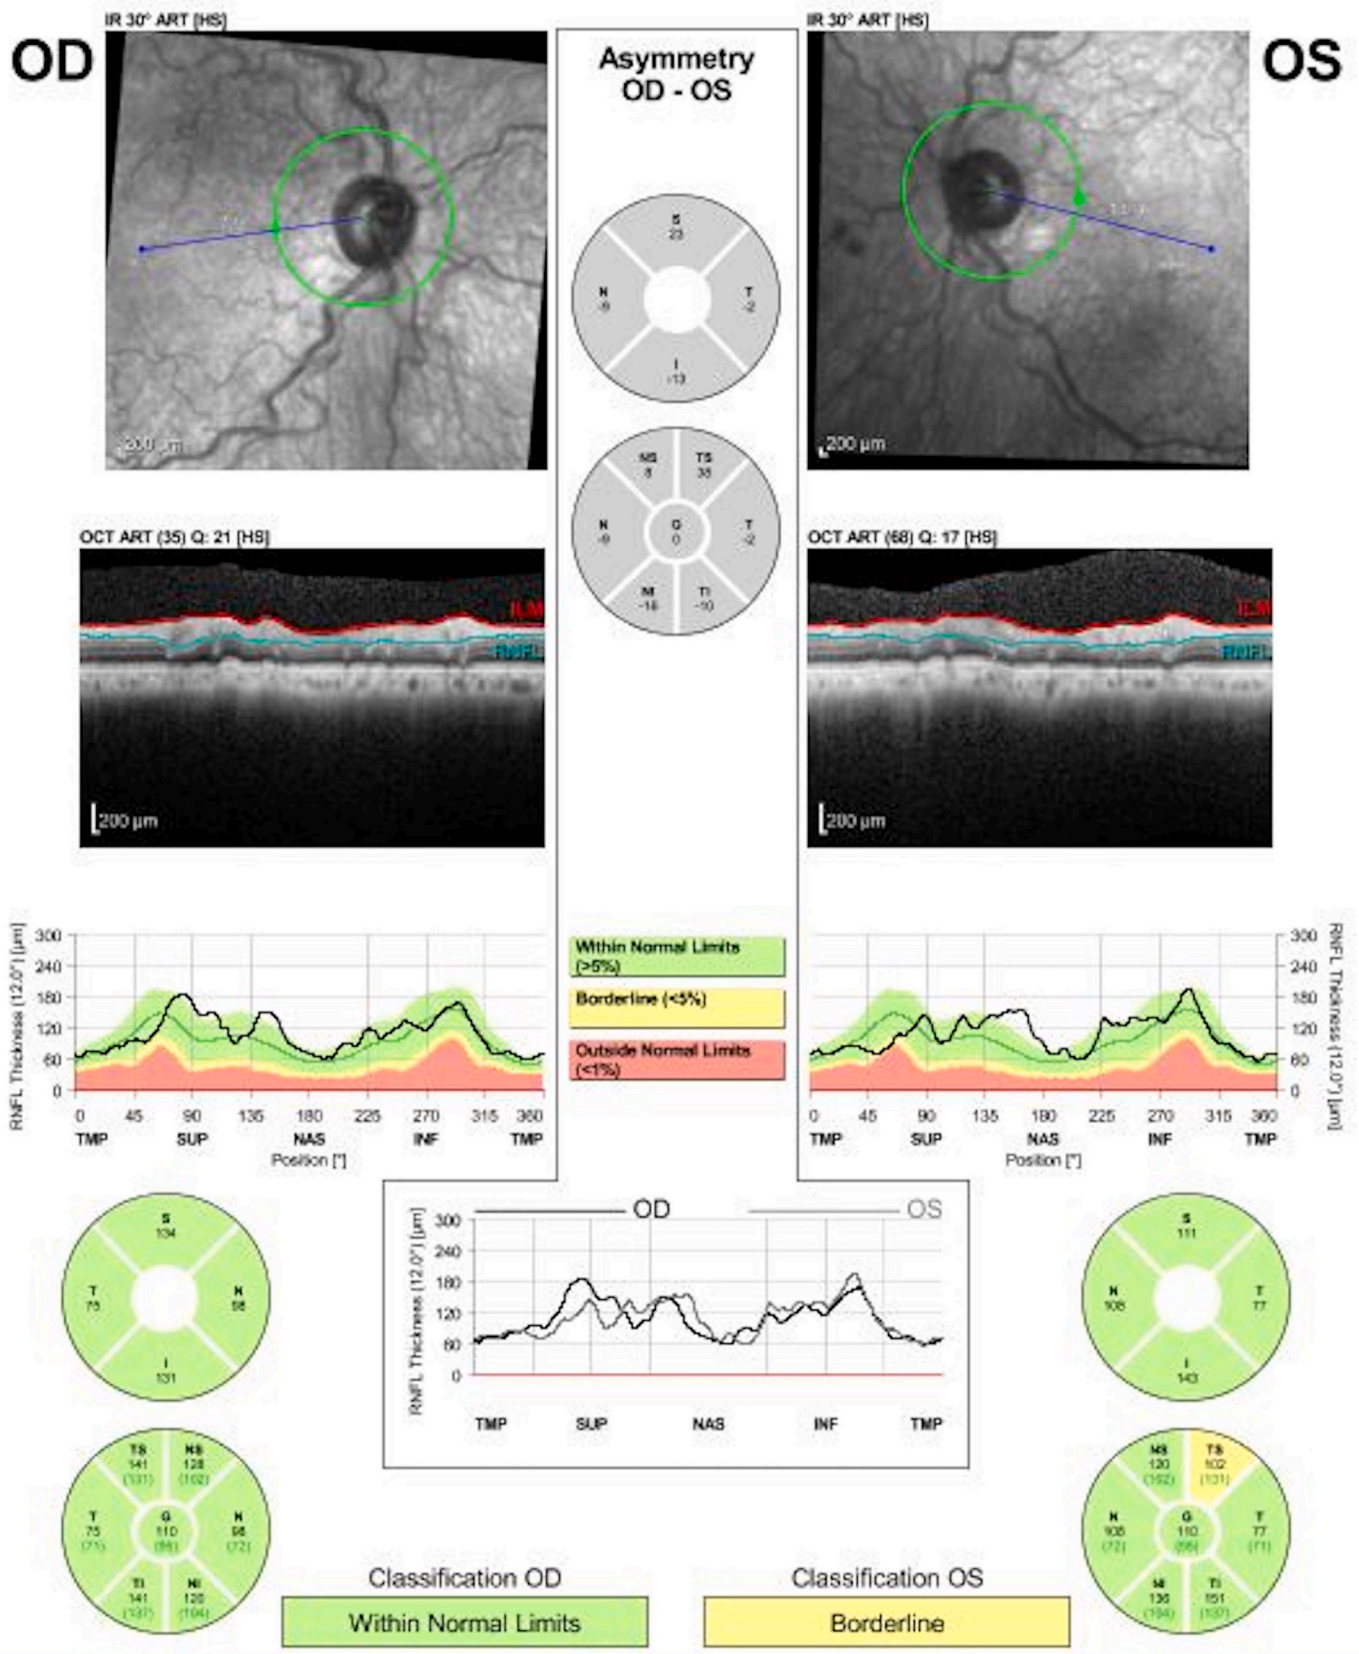 IR 30° ART [HS]
OD
200 µm
Asymmetry
OD - OS
S
23
N
-9
T
-2
I
-13
NS
8
TS
38
N
-9
G
0
T
-2
NI
-16
TI
-10
IR 30° ART [HS]
OS
200 µm
OCT ART (35) Q: 21 [HS]
ILM
RNFL
200 µm
OCT ART (68) Q: 17 [HS]
ILM
RNFL
200 µm
RNFL Thickness (12.0°) [µm]
300
240
180
120
60
0
0 45 90 135 180 225 270 315 360
TMP SUP NAS INF TMP
Position [°]
Within Normal Limits
(>5%)
Borderline (<5%)
Outside Normal Limits
(<1%)
300
240
180
120
60
0
RNFL Thickness (12.0°) [µm]
0 45 90 135 180 225 270 315 360
TMP SUP NAS INF TMP
Position [°]
S
134
T
75
N
98
I
131
OD OS
RNFL Thickness (12.0°) [µm]
300
240
180
120
60
0
TMP SUP NAS INF TMP
S
111
N
108
T
77
I
143
TS
141
(131)
NS
128
(102)
T
75
(71)
G
110
N
98
(72)
TI
141
(137)
NI
120
(104)
Classification OD
Within Normal Limits
Classification OS
Borderline
NS
120
(102)
TS
102
(131)
N
108
(72)
G
110
T
77
(71)
NI
136
(104)
TI
151
(137)